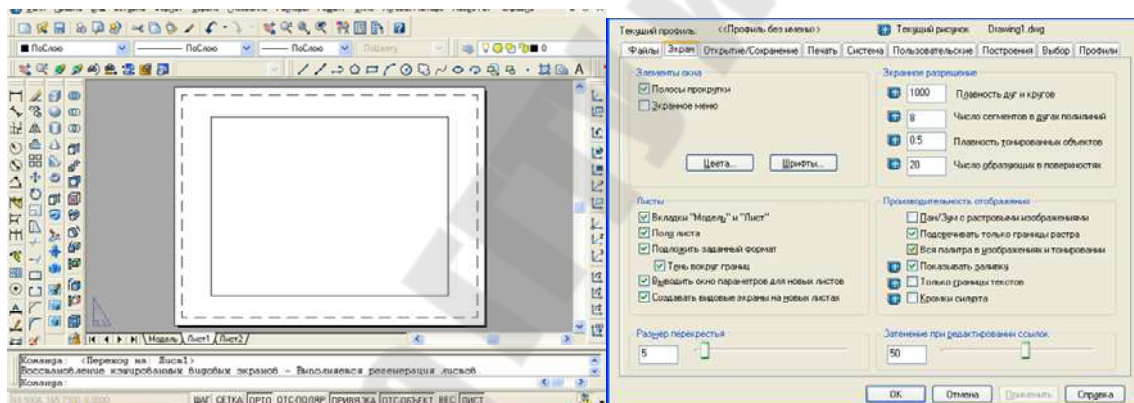 ПоСлою
ПоСлою
ПоСлою
ПоЦвету
0
Модель
Лист1
Лист2
Команда: <Переход на: Лист1>
Восстановление кэшированных видовых экранов - Выполняется регенерация листов.
Команда:
ШАГ СЕТКА ОРТО ОТС-ПОЛЯР ПРИВЯЗКА ОТС-ОБЪЕКТ ВЕС ЛИСТ
Текущий профиль: <<Профиль без имени>> Текущий рисунок: Drawing1.dwg
Файлы Экран Открытие/Сохранение Печать Система Пользовательские Построения Выбор Профили
Элементы окна
Полосы прокрутки
Экранное меню
Цвета... Шрифты...
Листы
Вкладки "Модель" и "Лист"
Поля листа
Подложить заданный формат
Тень вокруг границ
Выводить окно параметров для новых листов
Создавать видовые экраны на новых листах
Размер перекрестья
5
Экранное разрешение
1000 Плавность дуг и кругов
8 Число сегментов в дугах полилиний
0.5 Плавность тонированных объектов
20 Число образующих в поверхностях
Производительность отображения
Пан/Зум с растровыми изображениями
Подсвечивать только границы растра
Вся палитра в изображениях и тонировании
Показывать заливку
Только границы текстов
Кромки силуэта
Затенение при редактировании ссылок
50
OK Отмена Применить Справка